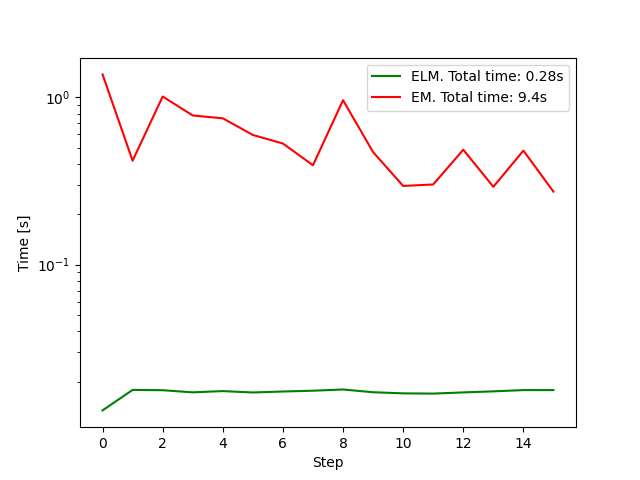 ELM. Total time: 0.28s
EM. Total time: 9.4s
10⁰
10⁻¹
Time [s]
0 2 4 6 8 10 12 14
Step